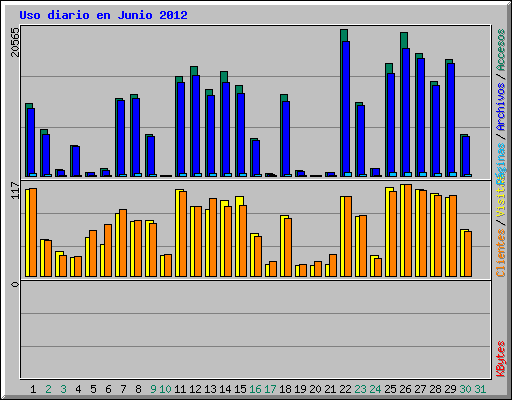 Uso diario en Junio 2012
20565
117
0
Accesos / Archivos / Páginas
Visitas / Clientes
KBytes
1 2 3 4 5 6 7 8 9 10 11 12 13 14 15 16 17 18 19 20 21 22 23 24 25 26 27 28 29 30 31